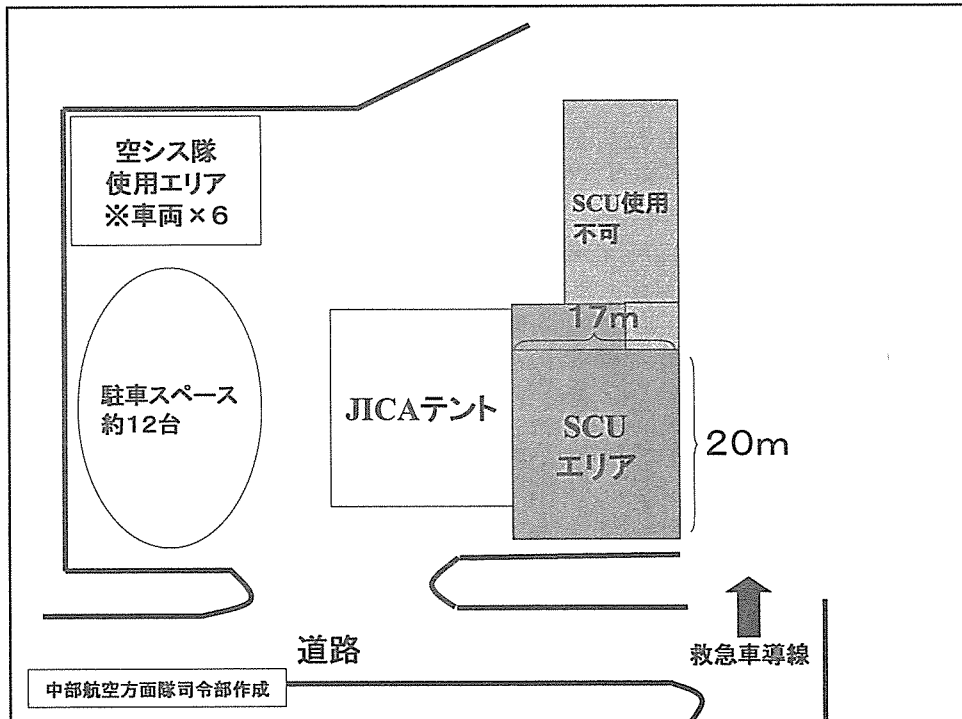 空シス隊
使用エリア
※車両×6
SCU使用
不可
17m
駐車スペース
約12台
JICAテント
SCU
エリア
20m
道路
救急車導線
中部航空方面隊司令部作成